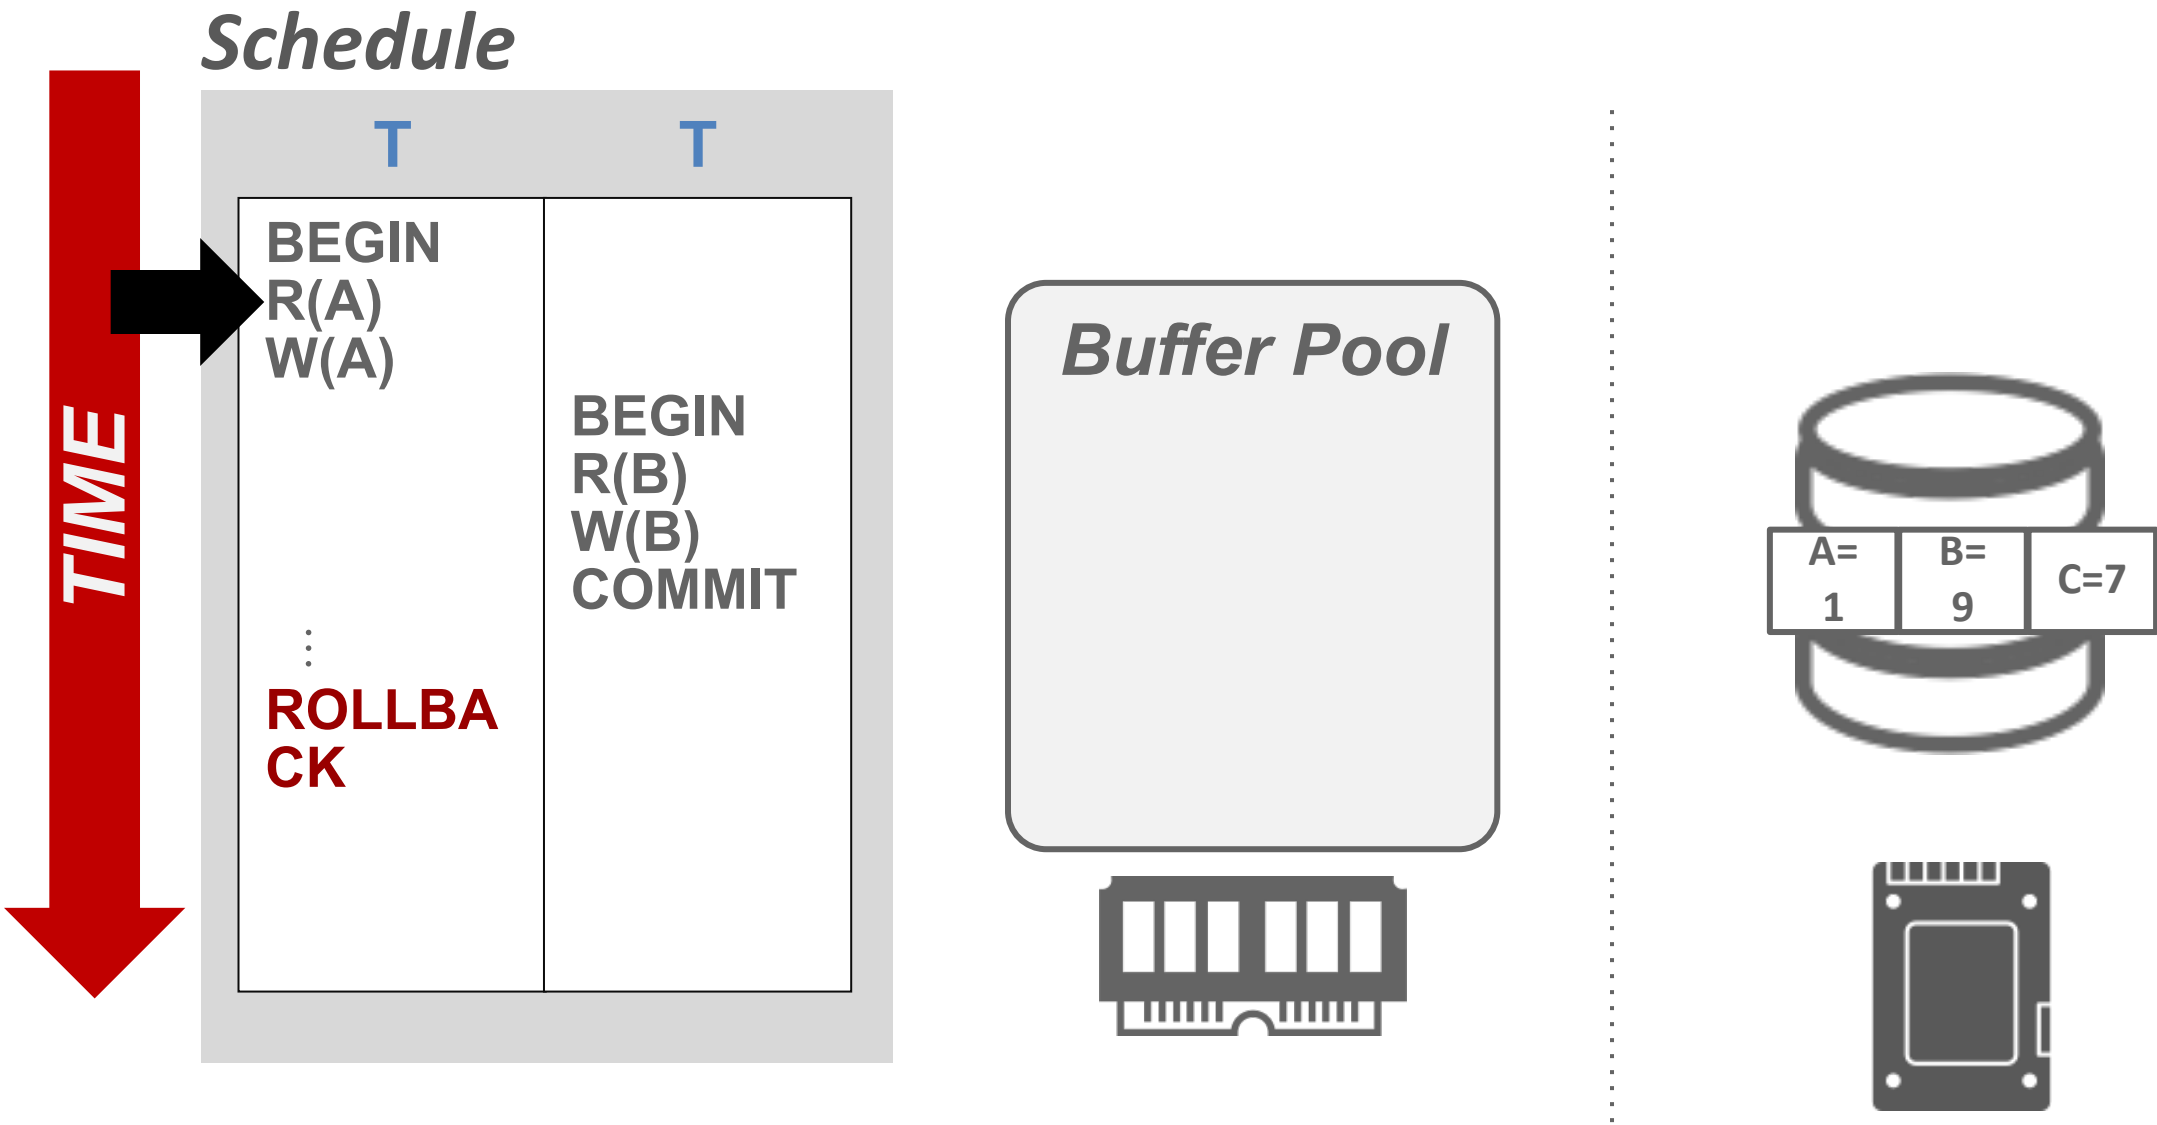 Schedule
T
T
BEGIN
R(A)
W(A)
⋮
ROLLBA
CK
BEGIN
R(B)
W(B)
COMMIT
TIME
Buffer Pool
A=
1
B=
9
C=7